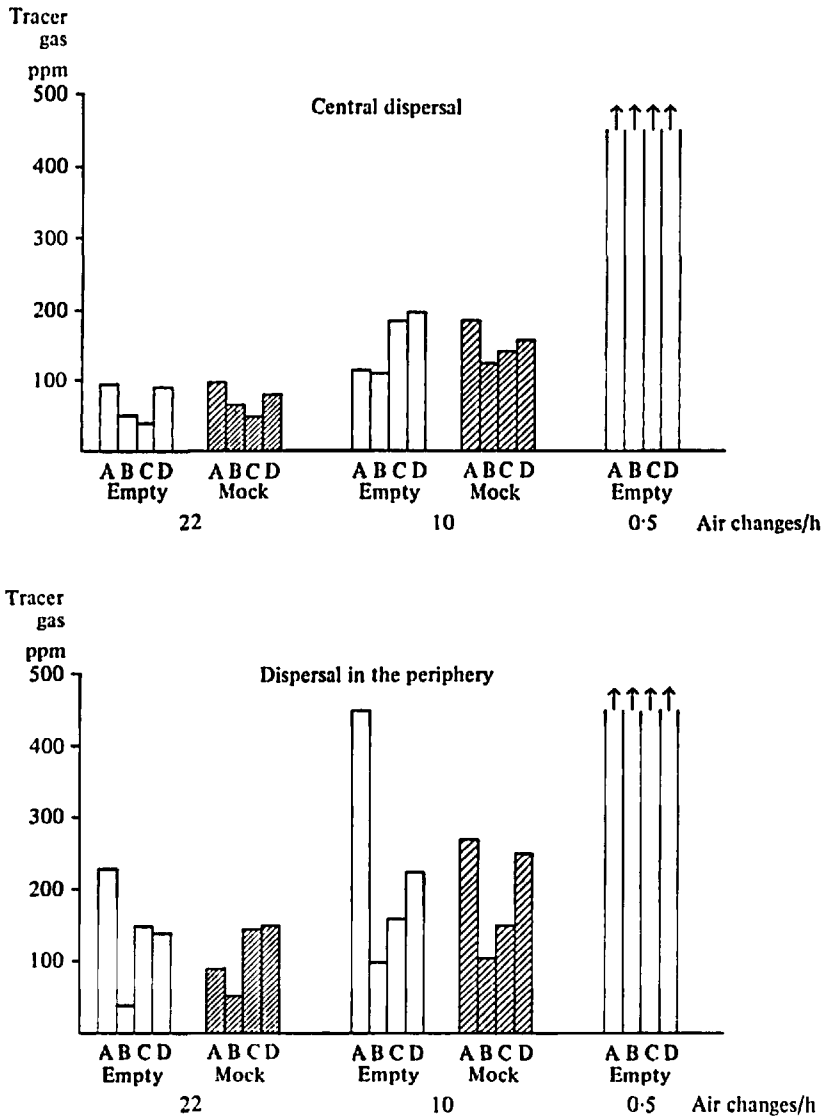 Tracer
gas
ppm
Central dispersal
500
400
300
200
100
A B C D A B C D A B C D A B C D A B C D
Empty Mock Empty Mock Empty
22 10 0·5 Air changes/h
Tracer
gas
ppm
Dispersal in the periphery
500
400
300
200
100
A B C D A B C D A B C D A B C D A B C D
Empty Mock Empty Mock Empty
22 10 0·5 Air changes/h